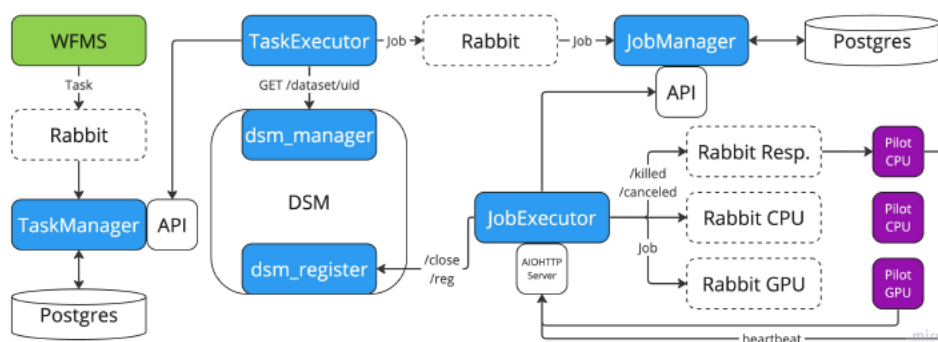 WFMS
TaskExecutor
Job
Rabbit
Job
JobManager
Postgres
Task
GET /dataset/uid
API
Rabbit
dsm_manager
Rabbit Resp.
Pilot
CPU
/killed
/canceled
DSM
TaskManager
API
JobExecutor
Rabbit CPU
Pilot
CPU
AIOHTTP
Server
Job
/close
/reg
dsm_register
Rabbit GPU
Pilot
GPU
Postgres
heartbeat